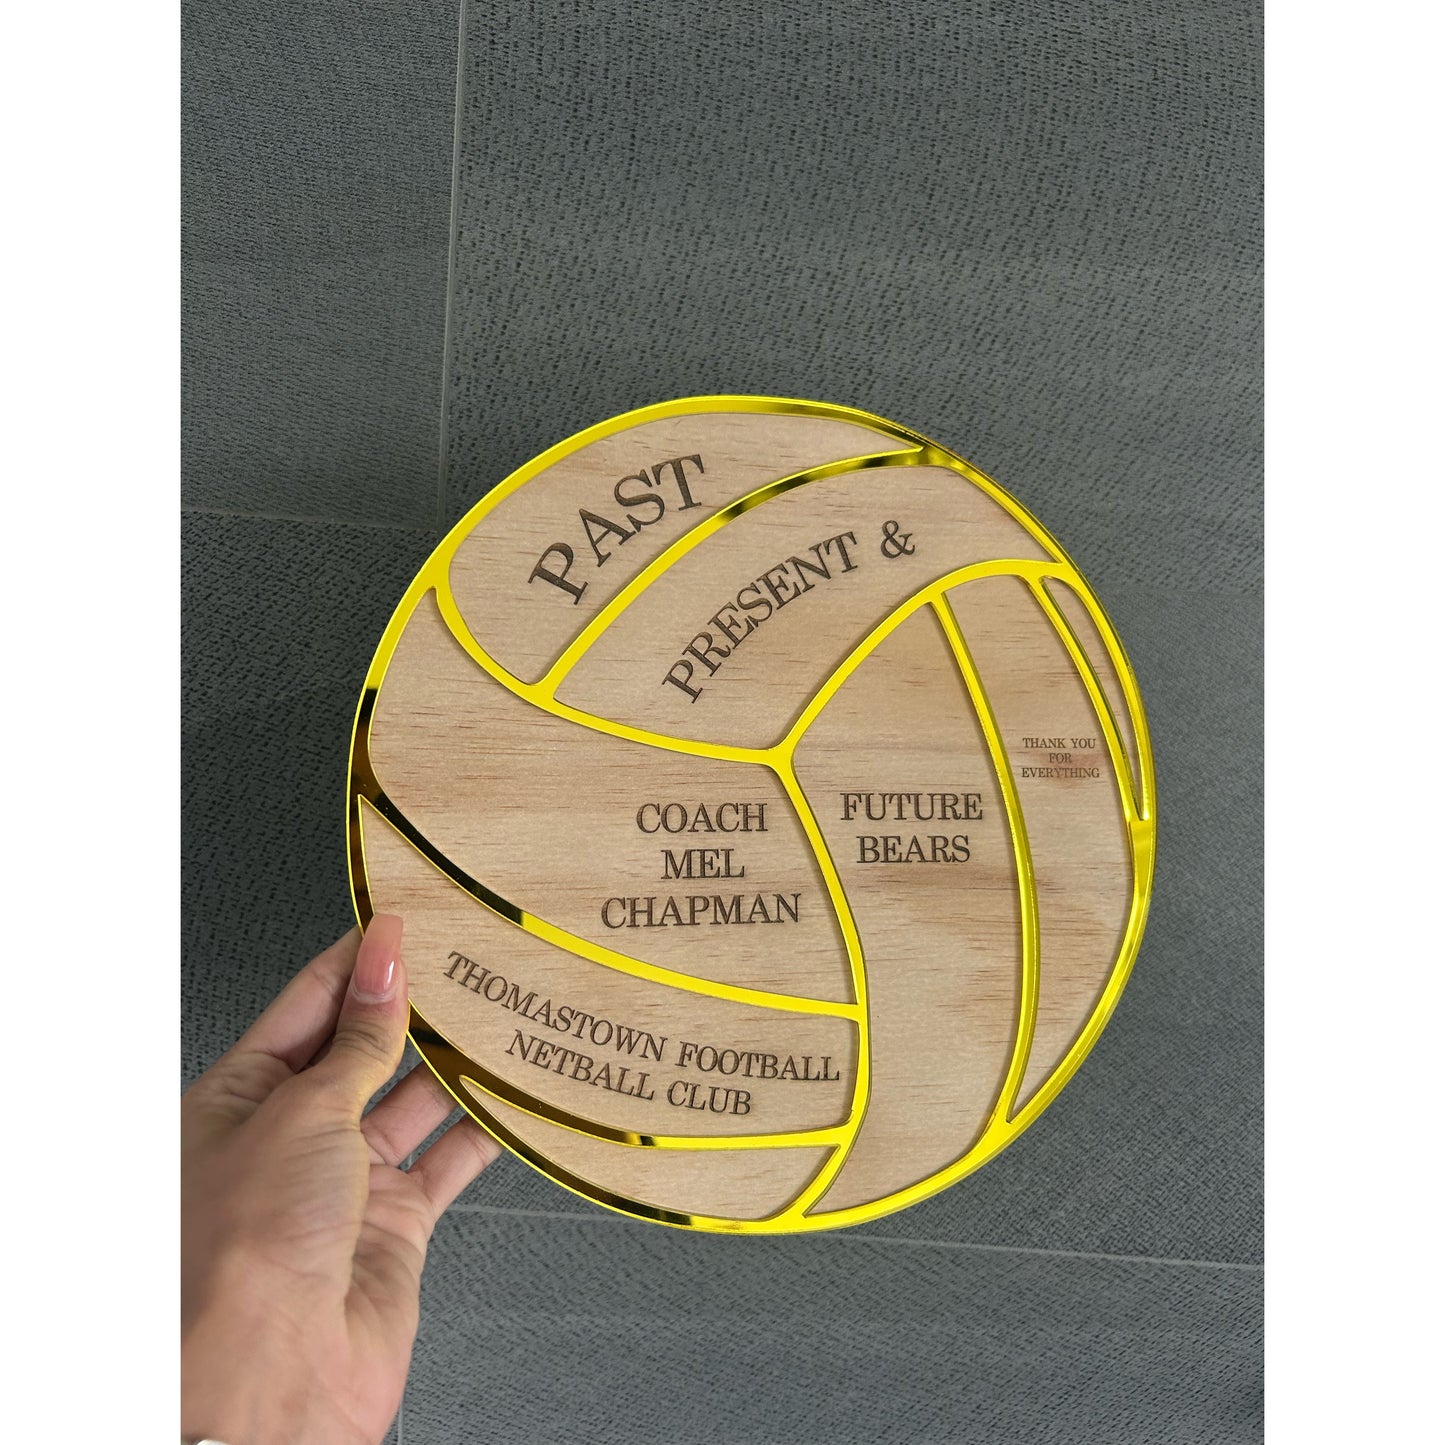 PAST
PRESENT &
FUTURE
BEARS
THANK YOU
FOR
EVERYTHING
COACH
MEL
CHAPMAN
THOMASTOWN FOOTBALL
NETBALL CLUB